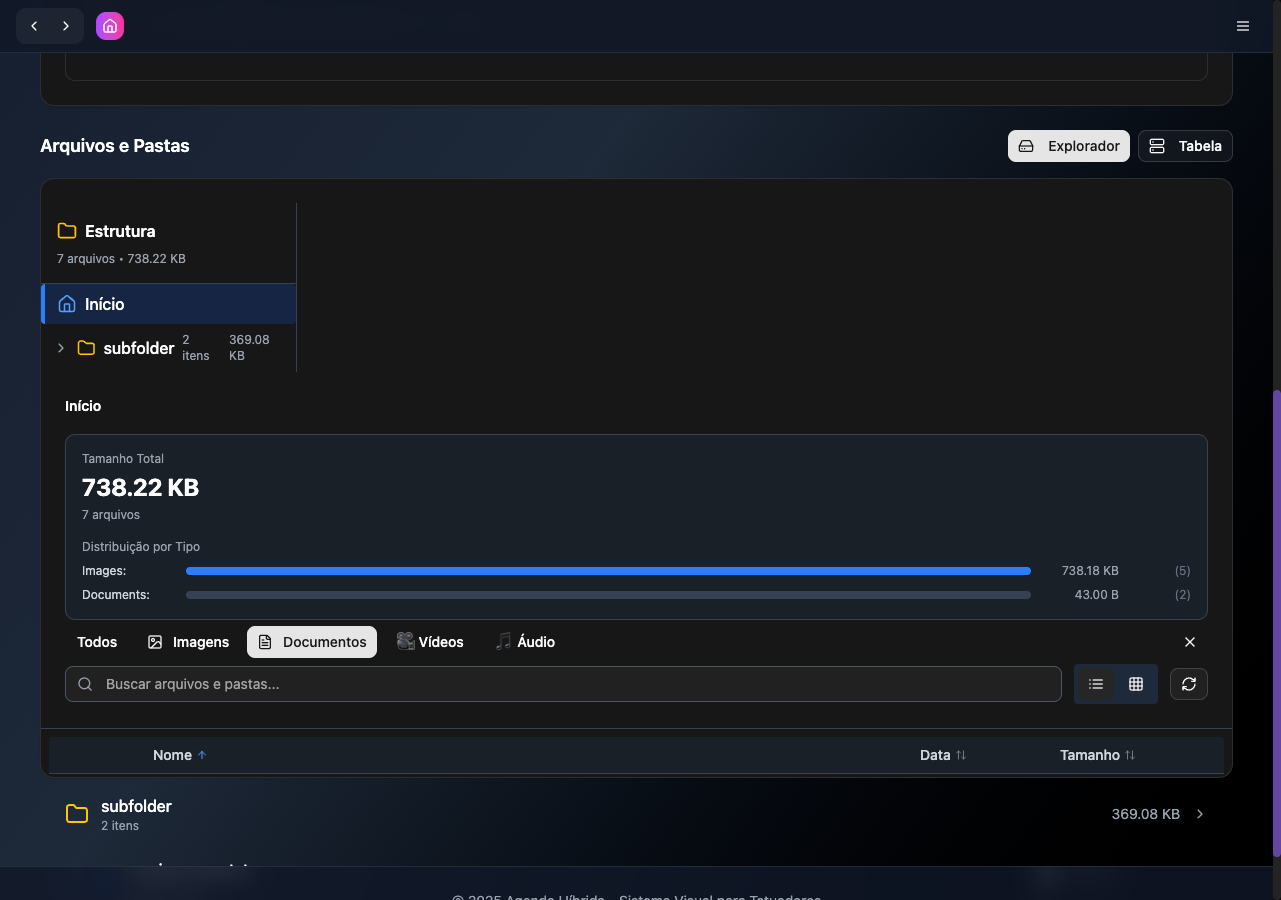 Arquivos e Pastas
Explorador
Tabela
Estrutura
7 arquivos • 738.22 KB
Início
subfolder
2 itens
369.08 KB
Início
Tamanho Total
738.22 KB
7 arquivos
Distribuição por Tipo
Images: 738.18 KB (5)
Documents: 43.00 B (2)
Todos Imagens Documentos Vídeos Áudio
Buscar arquivos e pastas...
Nome Data Tamanho
subfolder
2 itens
369.08 KB
© 2025 Agenda Híbrida - Sistema Visual para Tatuadores